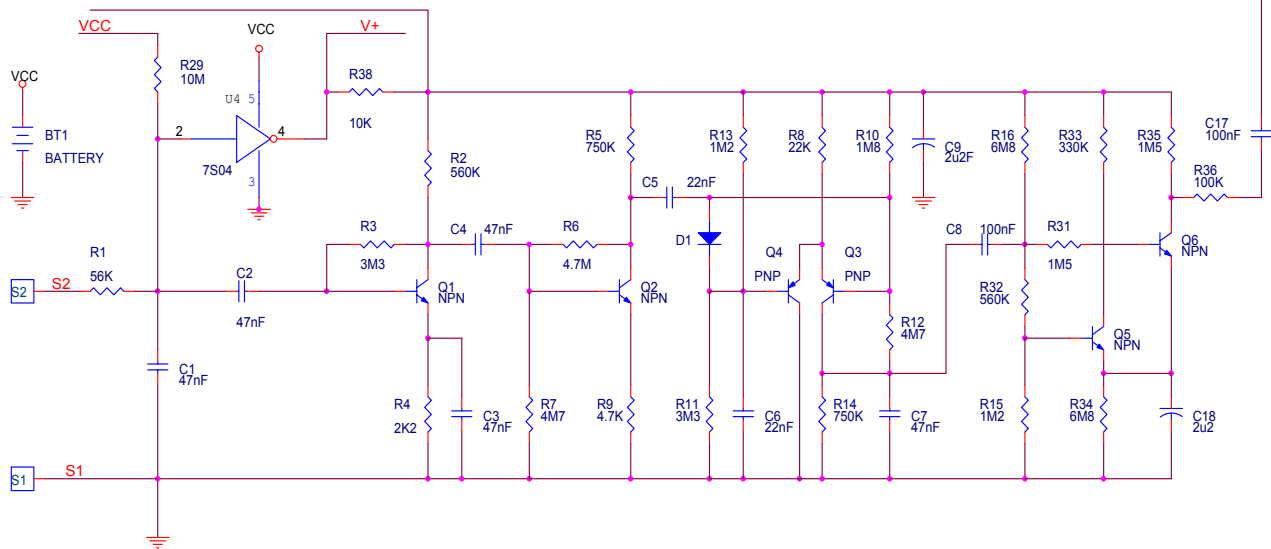 VCC
VCC
V+
R29
10M
R38
10K
VCC
U4
5
2
4
3
7S04
BT1
BATTERY
R2
560K
R5
750K
R13
1M2
R8
22K
R10
1M8
C9
2u2F
R16
6M8
R33
330K
R35
1M5
C17
100nF
R36
100K
C5
22nF
R3
3M3
C4
47nF
R6
4.7M
D1
Q4
PNP
Q3
PNP
C8
100nF
R31
1M5
Q6
NPN
R1
56K
S2
S2
C2
47nF
Q1
NPN
Q2
NPN
R32
560K
R12
4M7
Q5
NPN
C1
47nF
R4
2K2
C3
47nF
R7
4M7
R9
4.7K
R11
3M3
C6
22nF
R14
750K
C7
47nF
R15
1M2
R34
6M8
C18
2u2
S1
S1